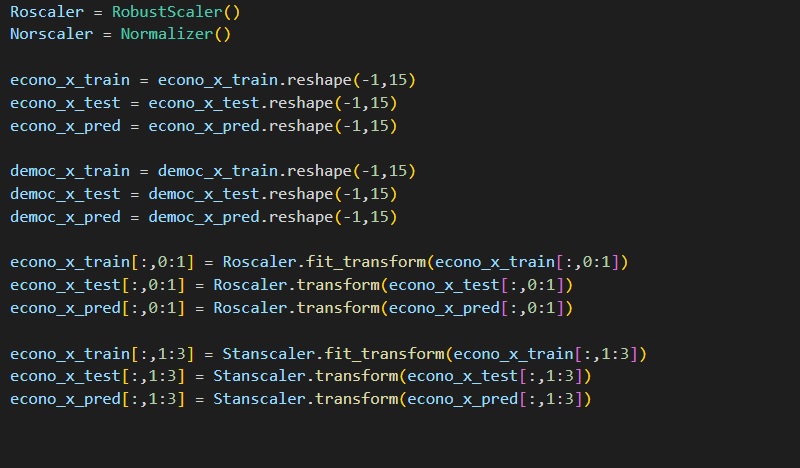 Roscaler = RobustScaler()
Norscaler = Normalizer()
econo_x_train = econo_x_train.reshape(-1,15)
econo_x_test = econo_x_test.reshape(-1,15)
econo_x_pred = econo_x_pred.reshape(-1,15)
democ_x_train = democ_x_train.reshape(-1,15)
democ_x_test = democ_x_test.reshape(-1,15)
democ_x_pred = democ_x_pred.reshape(-1,15)
econo_x_train[:,0:1] = Roscaler.fit_transform(econo_x_train[:,0:1])
econo_x_test[:,0:1] = Roscaler.transform(econo_x_test[:,0:1])
econo_x_pred[:,0:1] = Roscaler.transform(econo_x_pred[:,0:1])
econo_x_train[:,1:3] = Stanscaler.fit_transform(econo_x_train[:,1:3])
econo_x_test[:,1:3] = Stanscaler.transform(econo_x_test[:,1:3])
econo_x_pred[:,1:3] = Stanscaler.transform(econo_x_pred[:,1:3])